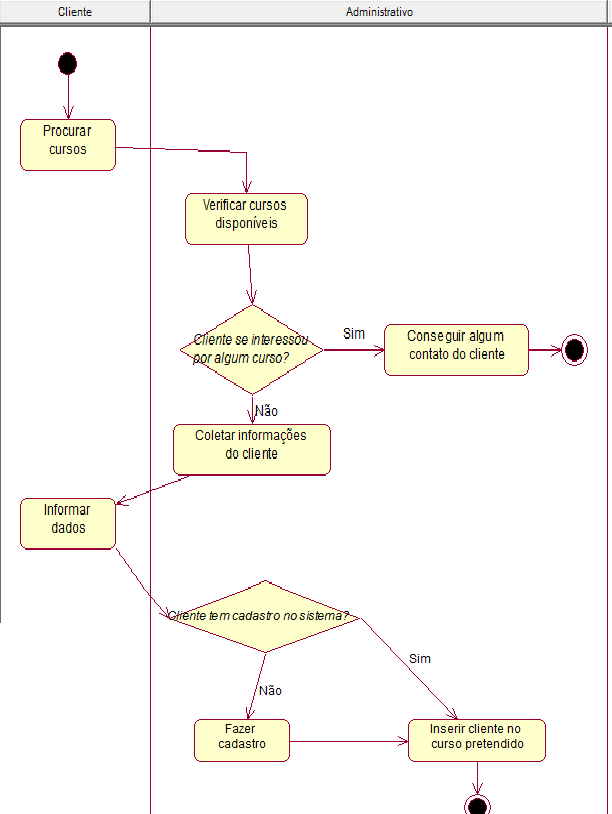 Cliente
Administrativo
Procurar
cursos
Verificar cursos
disponíveis
Cliente se interessou
por algum curso?
Sim
Conseguir algum
contato do cliente
Não
Coletar informações
do cliente
Informar
dados
Cliente tem cadastro no sistema?
Sim
Não
Fazer
cadastro
Inserir cliente no
curso pretendido